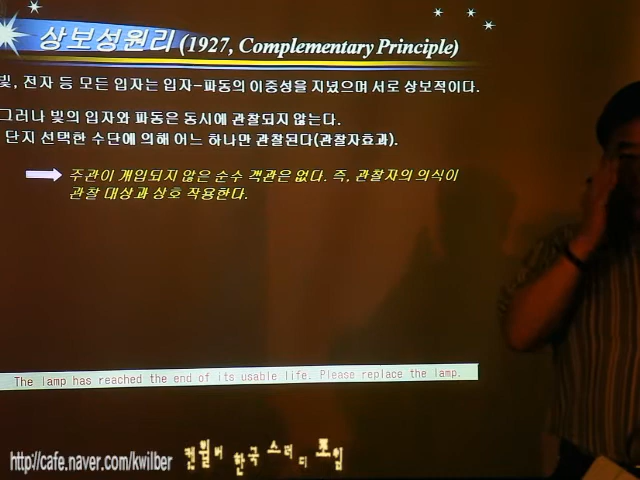 상보성원리 (1927, Complementary Principle)
빛, 전자 등 모든 입자는 입자-파동의 이중성을 지녔으며 서로 상보적이다.
그러나 빛의 입자와 파동은 동시에 관찰되지 않는다.
단지 선택한 수단에 의해 어느 하나만 관찰된다(관찰자효과).
주관이 개입되지 않은 순수 객관은 없다. 즉, 관찰자의 의식이
관찰 대상과 상호 작용한다.
The lamp has reached the end of its usable life. Please replace the lamp.
http://cafe.naver.com/kwilber 켄윌버 한국 스터디 모임